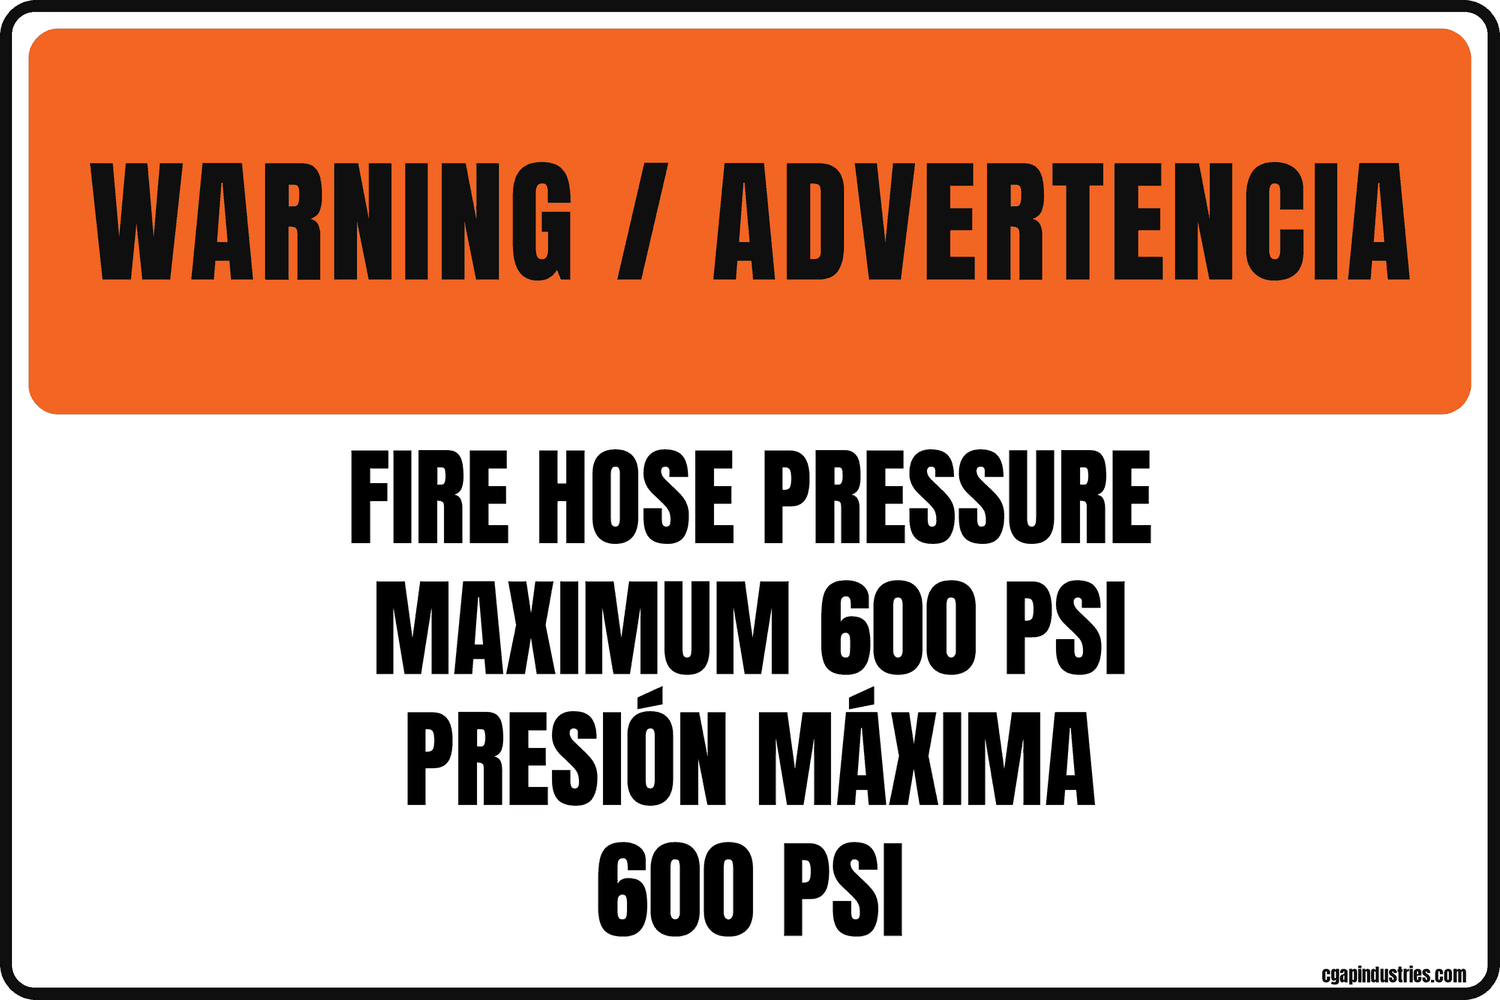 WARNING / ADVERTENCIA
FIRE HOSE PRESSURE
MAXIMUM 600 PSI
PRESIÓN MÁXIMA
600 PSI
cgapindustries.com